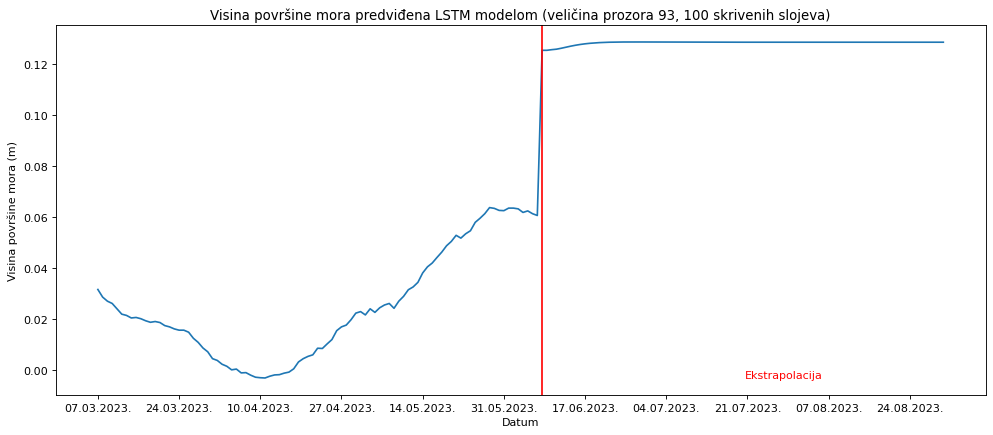 Visina površine mora predviđena LSTM modelom (veličina prozora 93, 100 skrivenih slojeva)
Visina površine mora (m)
0.12
0.10
0.08
0.06
0.04
0.02
0.00
Ekstrapolacija
07.03.2023. 24.03.2023. 10.04.2023. 27.04.2023. 14.05.2023. 31.05.2023. 17.06.2023. 04.07.2023. 21.07.2023. 07.08.2023. 24.08.2023.
Datum